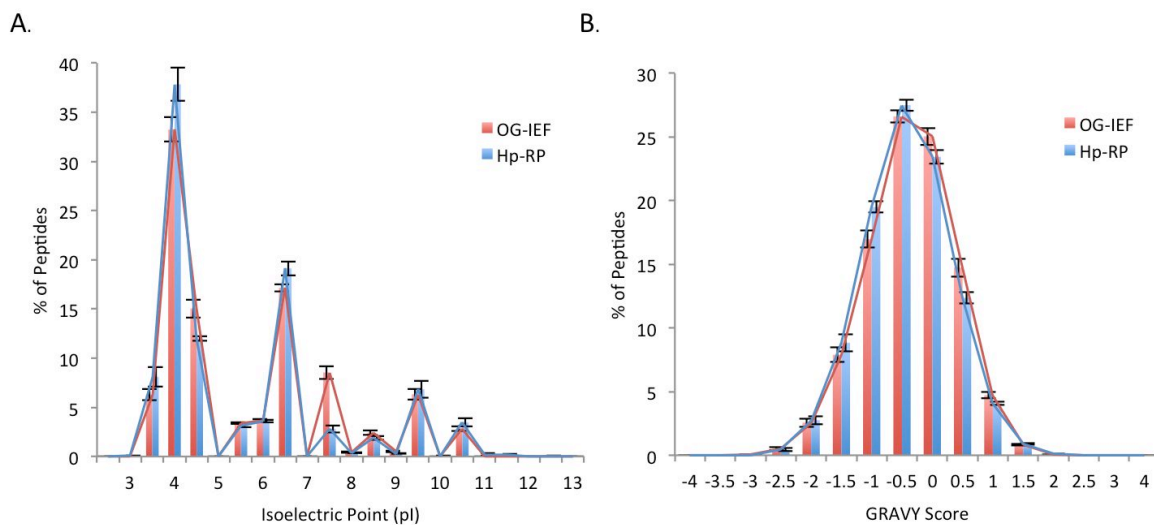 A.
% of Peptides
40
35
30
25
20
15
10
5
0
3 4 5 6 7 8 9 10 11 12 13
Isoelectric Point (pI)
OG-IEF
Hp-RP
B.
% of Peptides
30
25
20
15
10
5
0
-4 -3.5 -3 -2.5 -2 -1.5 -1 -0.5 0 0.5 1 1.5 2 2.5 3 4
GRAVY Score
OG-IEF
Hp-RP